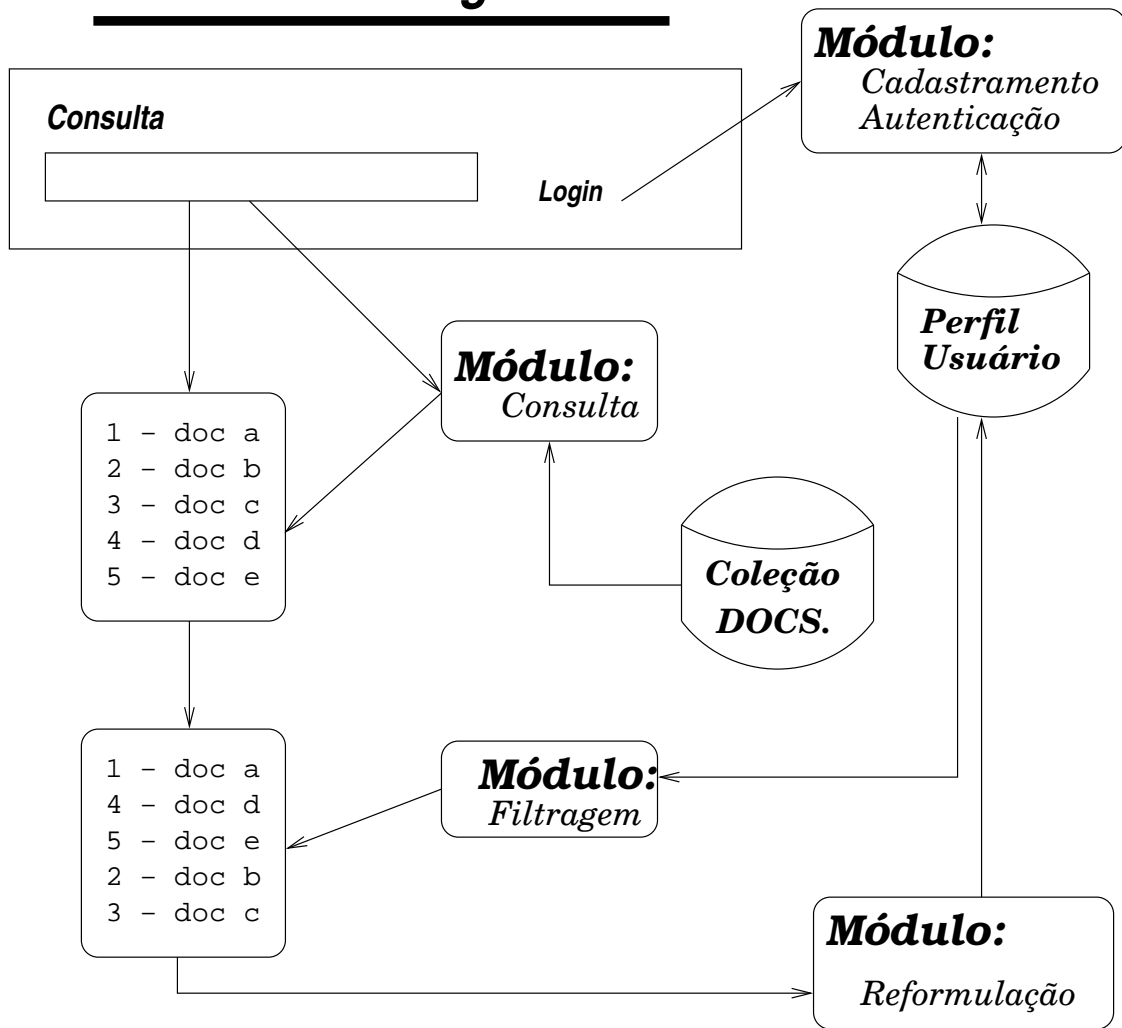 Módulo:
Cadastramento
Autenticação
Consulta
Login
Perfil
Usuário
Módulo:
Consulta
1 – doc a
2 – doc b
3 – doc c
4 – doc d
5 – doc e
Coleção
DOCS.
1 – doc a
4 – doc d
5 – doc e
2 – doc b
3 – doc c
Módulo:
Filtragem
Módulo:
Reformulação